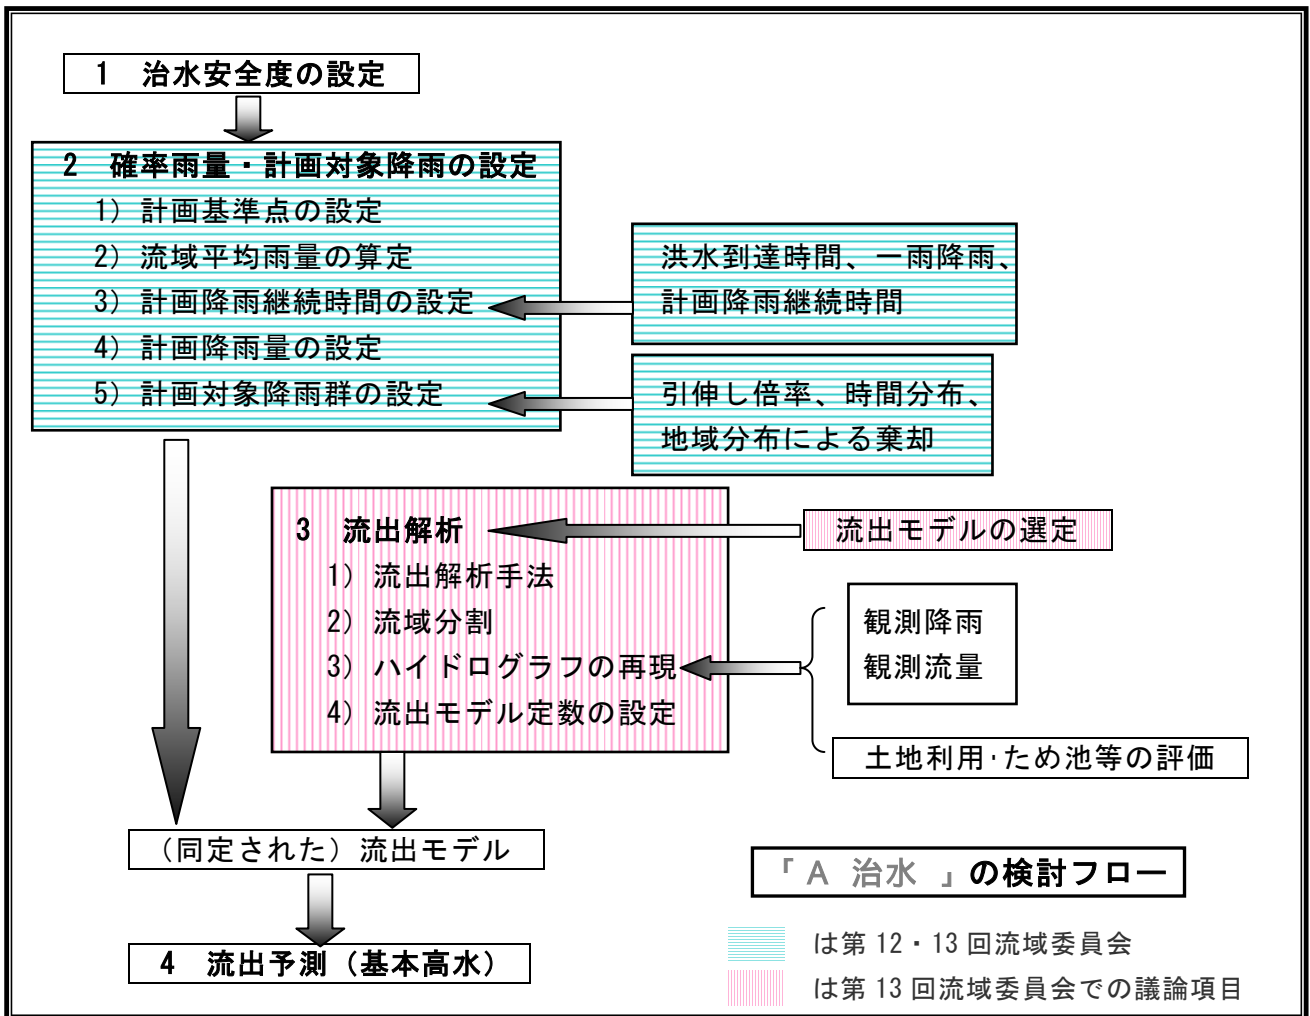 1 治水安全度の設定
2 確率雨量・計画対象降雨の設定
1）計画基準点の設定
2）流域平均雨量の算定
3）計画降雨継続時間の設定
4）計画降雨量の設定
5）計画対象降雨群の設定
洪水到達時間、一雨降雨、
計画降雨継続時間
引伸し倍率、時間分布、
地域分布による棄却
3 流出解析
1）流出解析手法
2）流域分割
3）ハイドログラフの再現
4）流出モデル定数の設定
流出モデルの選定
観測降雨
観測流量
土地利用・ため池等の評価
（同定された）流出モデル
4 流出予測（基本高水）
「A 治水 」の検討フロー
は第12・13回流域委員会
は第13回流域委員会での議論項目